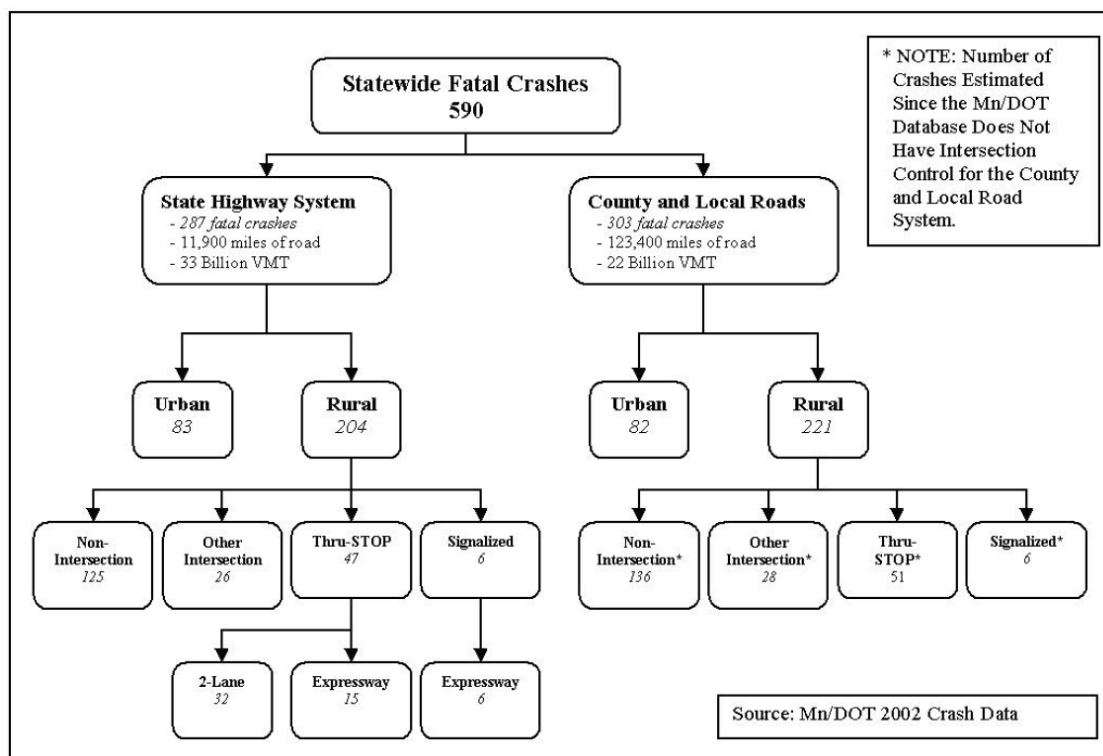 Statewide Fatal Crashes
590
* NOTE: Number of
Crashes Estimated
Since the Mn/DOT
Database Does Not
Have Intersection
Control for the County
and Local Road
System.
State Highway System
- 287 fatal crashes
- 11,900 miles of road
- 33 Billion VMT
County and Local Roads
- 303 fatal crashes
- 123,400 miles of road
- 22 Billion VMT
Urban
83
Rural
204
Urban
82
Rural
221
Non-
Intersection
125
Other
Intersection
26
Thru-STOP
47
Signalized
6
Non-
Intersection*
136
Other
Intersection*
28
Thru-
STOP*
51
Signalized*
6
2-Lane
32
Expressway
15
Expressway
6
Source: Mn/DOT 2002 Crash Data